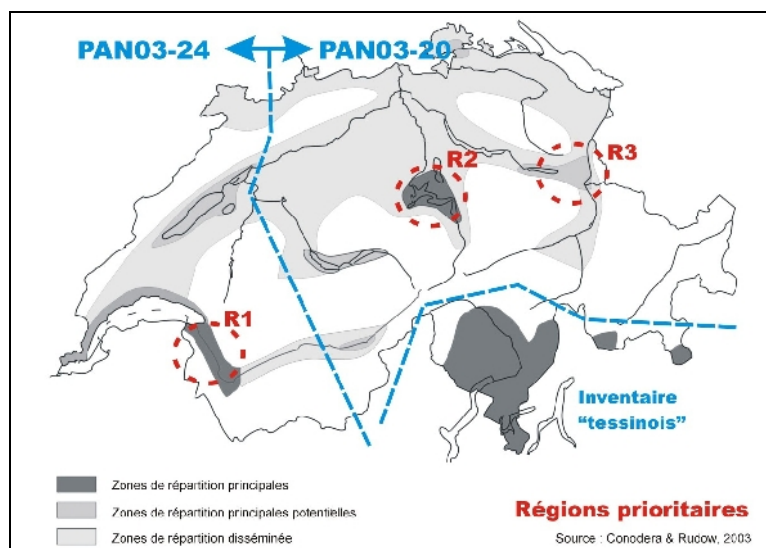 PAN03-24
PAN03-20
R3
R2
R1
Inventaire
"tessinois"
Zones de répartition principales
Zones de répartition principales potentielles
Zones de répartition disséminée
Régions prioritaires
Source : Conodera & Rudow, 2003